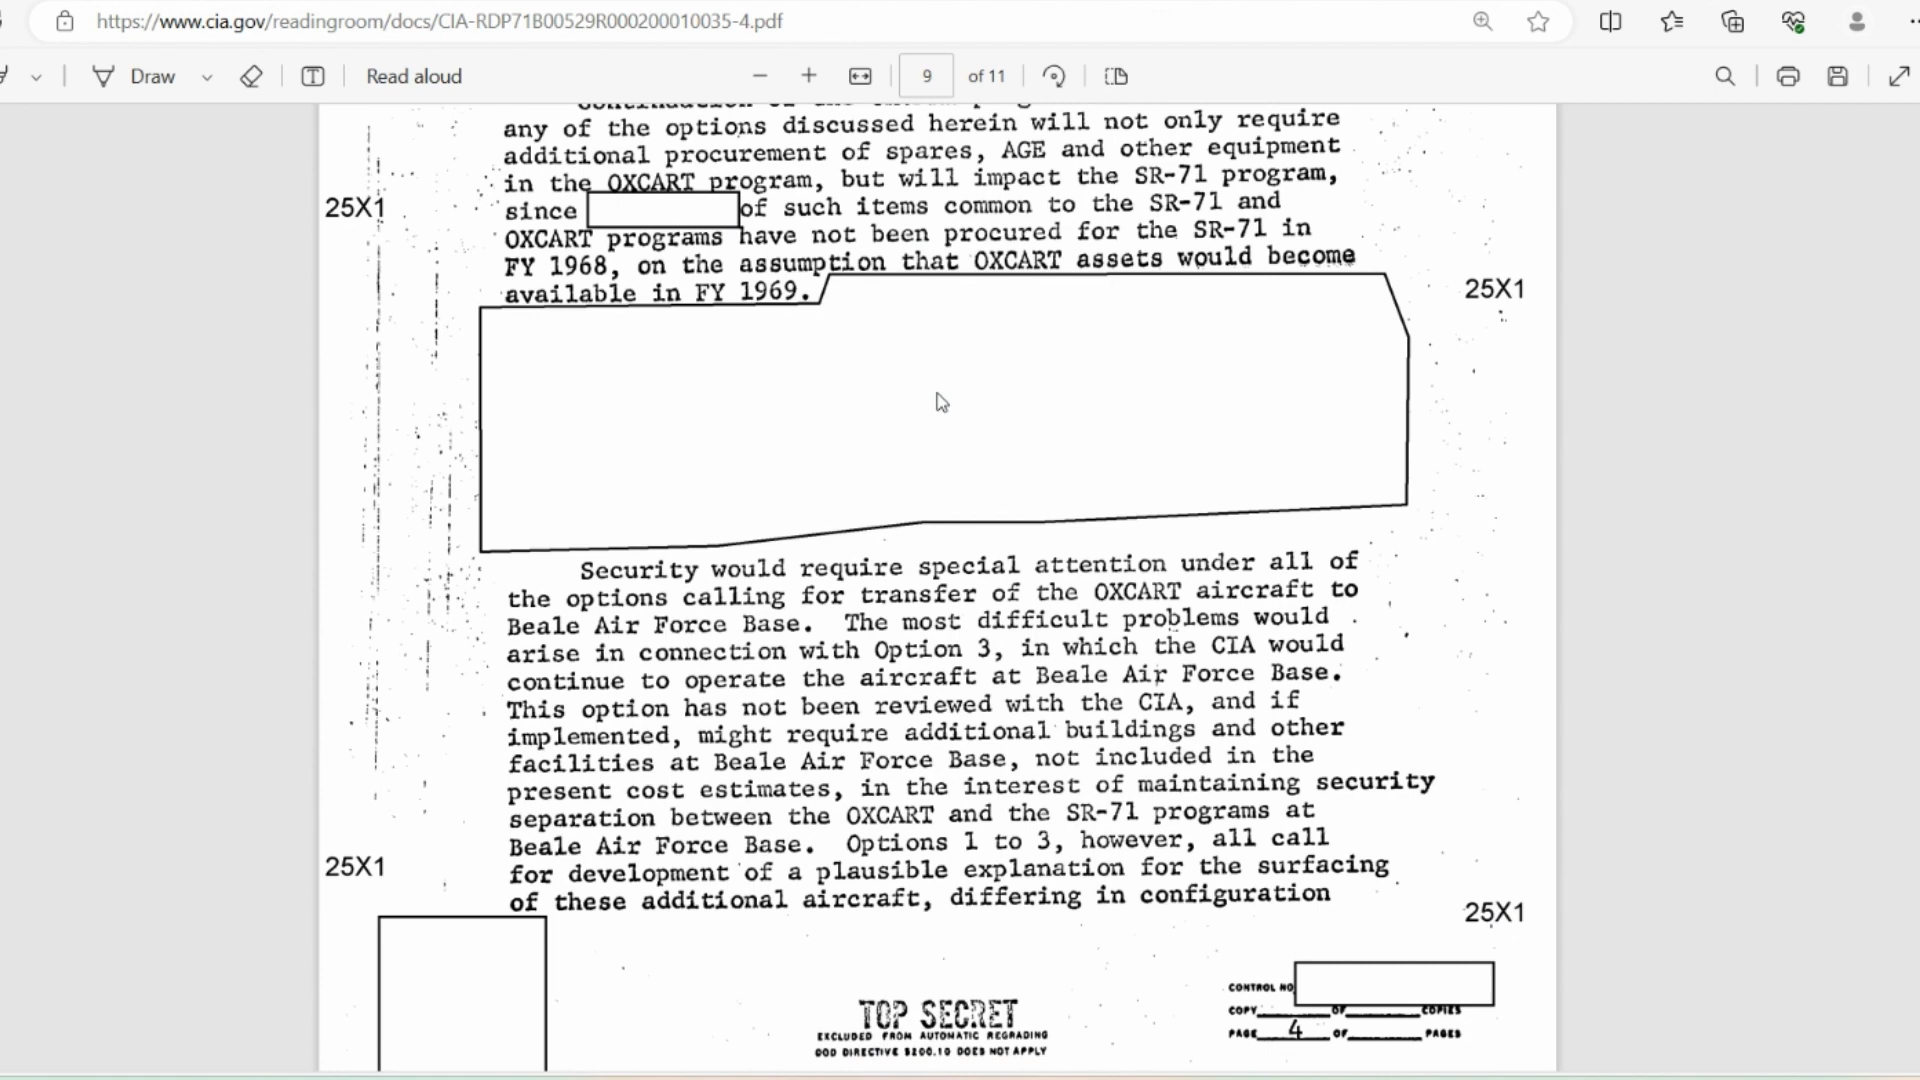 https://www.cia.gov/readingroom/docs/CIA-RDP71B00529R000200010035-4.pdf
Draw
Read aloud
9 of 11
any of the options discussed herein will not only require
additional procurement of spares, AGE and other equipment
in the OXCART program, but will impact the SR-71 program,
25X1
since of such items common to the SR-71 and
OXCART programs have not been procured for the SR-71 in
FY 1968, on the assumption that OXCART assets would become
available in FY 1969.
25X1
Security would require special attention under all of
the options calling for transfer of the OXCART aircraft to
Beale Air Force Base. The most difficult problems would
arise in connection with Option 3, in which the CIA would
continue to operate the aircraft at Beale Air Force Base.
This option has not been reviewed with the CIA, and if
implemented, might require additional buildings and other
facilities at Beale Air Force Base, not included in the
present cost estimates, in the interest of maintaining security
separation between the OXCART and the SR-71 programs at
Beale Air Force Base. Options 1 to 3, however, all call
25X1
for development of a plausible explanation for the surfacing
of these additional aircraft, differing in configuration
25X1
TOP SECRET
EXCLUDED FROM AUTOMATIC REGRADING
DOD DIRECTIVE 5200.10 DOES NOT APPLY
CONTROL NO
COPY OF COPIES
PAGE 4 OF PAGES